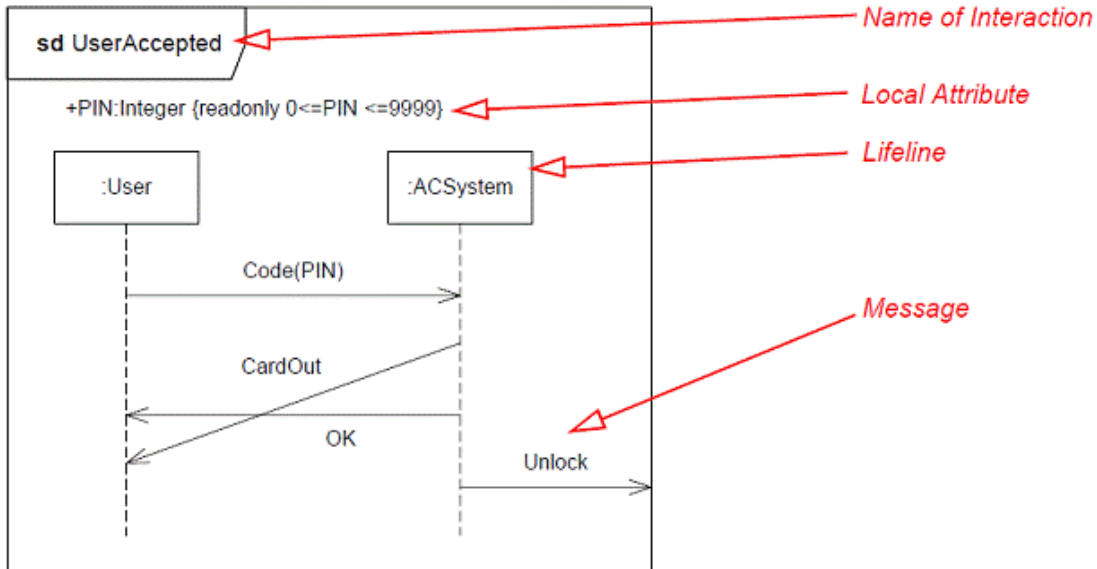 Name of Interaction
sd UserAccepted
+PIN:Integer {readonly 0<=PIN <=9999}
Local Attribute
Lifeline
:User
:ACSystem
Code(PIN)
Message
CardOut
OK
Unlock